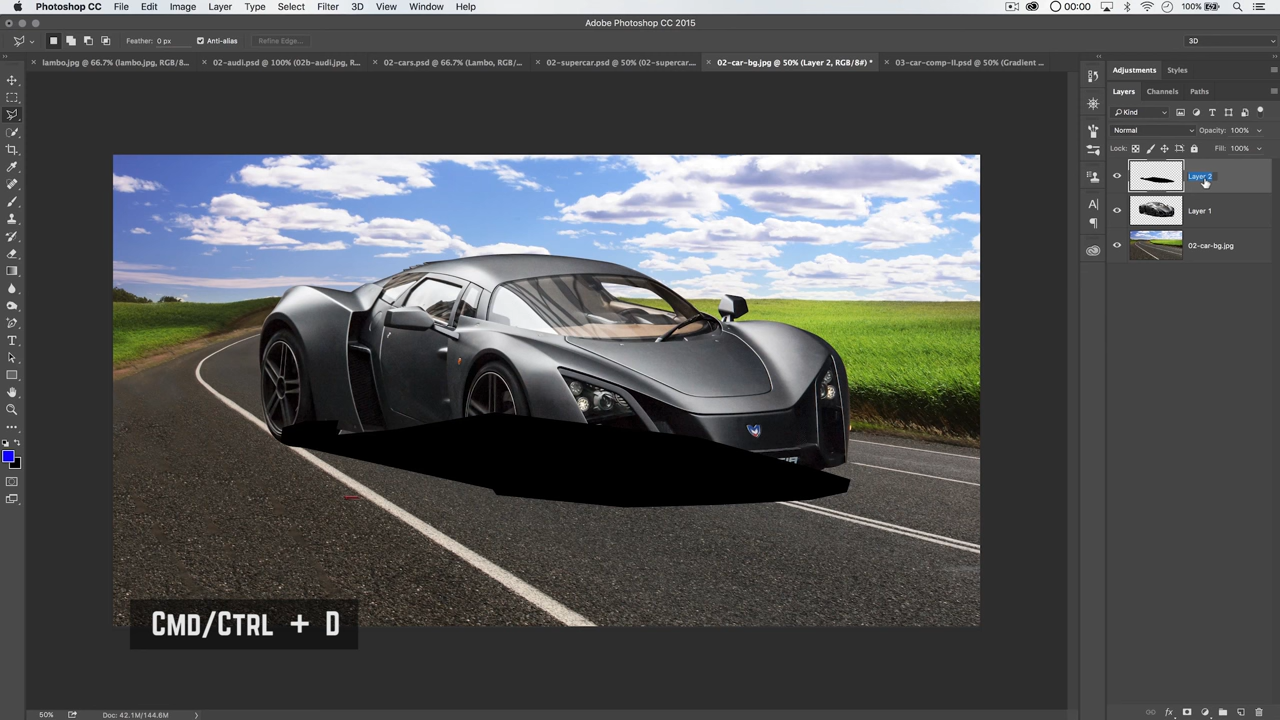 Photoshop CC File Edit Image Layer Type Select Filter 3D View Window Help
00:00 100%
Adobe Photoshop CC 2015
Feather: 0 px Anti-alias Refine Edge... 3D
lambo.jpg @ 66.7% (lambo.jpg, RGB/8... 02-audi.psd @ 100% (02b-audi.jpg, R... 02-cars.psd @ 66.7% (Lambo, RGB/... 02-supercar.psd @ 50% (02-supercar.... 02-car-bg.jpg @ 50% (Layer 2, RGB/8#) * 03-car-comp-II.psd @ 50% (Gradient ...
Adjustments Styles
Layers Channels Paths
Kind
Normal Opacity: 100%
Lock: Fill: 100%
Layer 2
Layer 1
02-car-bg.jpg
Cmd/Ctrl + D
50% Doc: 42.1M/144.6M